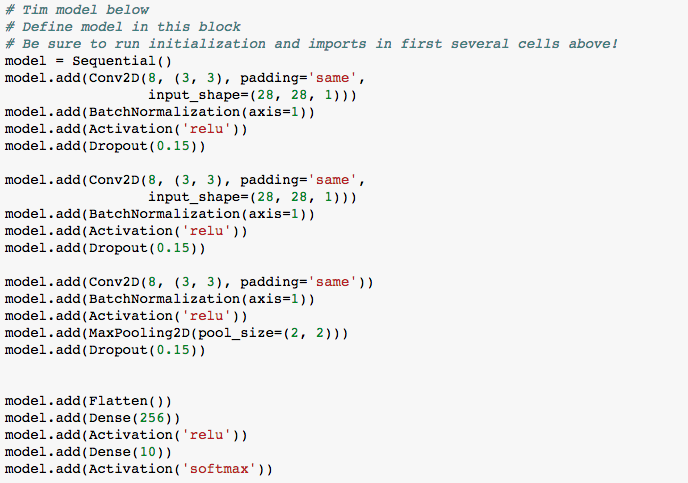 # Tim model below
# Define model in this block
# Be sure to run initialization and imports in first several cells above!
model = Sequential()
model.add(Conv2D(8, (3, 3), padding='same',
                 input_shape=(28, 28, 1)))
model.add(BatchNormalization(axis=1))
model.add(Activation('relu'))
model.add(Dropout(0.15))

model.add(Conv2D(8, (3, 3), padding='same',
                 input_shape=(28, 28, 1)))
model.add(BatchNormalization(axis=1))
model.add(Activation('relu'))
model.add(Dropout(0.15))

model.add(Conv2D(8, (3, 3), padding='same'))
model.add(BatchNormalization(axis=1))
model.add(Activation('relu'))
model.add(MaxPooling2D(pool_size=(2, 2)))
model.add(Dropout(0.15))


model.add(Flatten())
model.add(Dense(256))
model.add(Activation('relu'))
model.add(Dense(10))
model.add(Activation('softmax'))